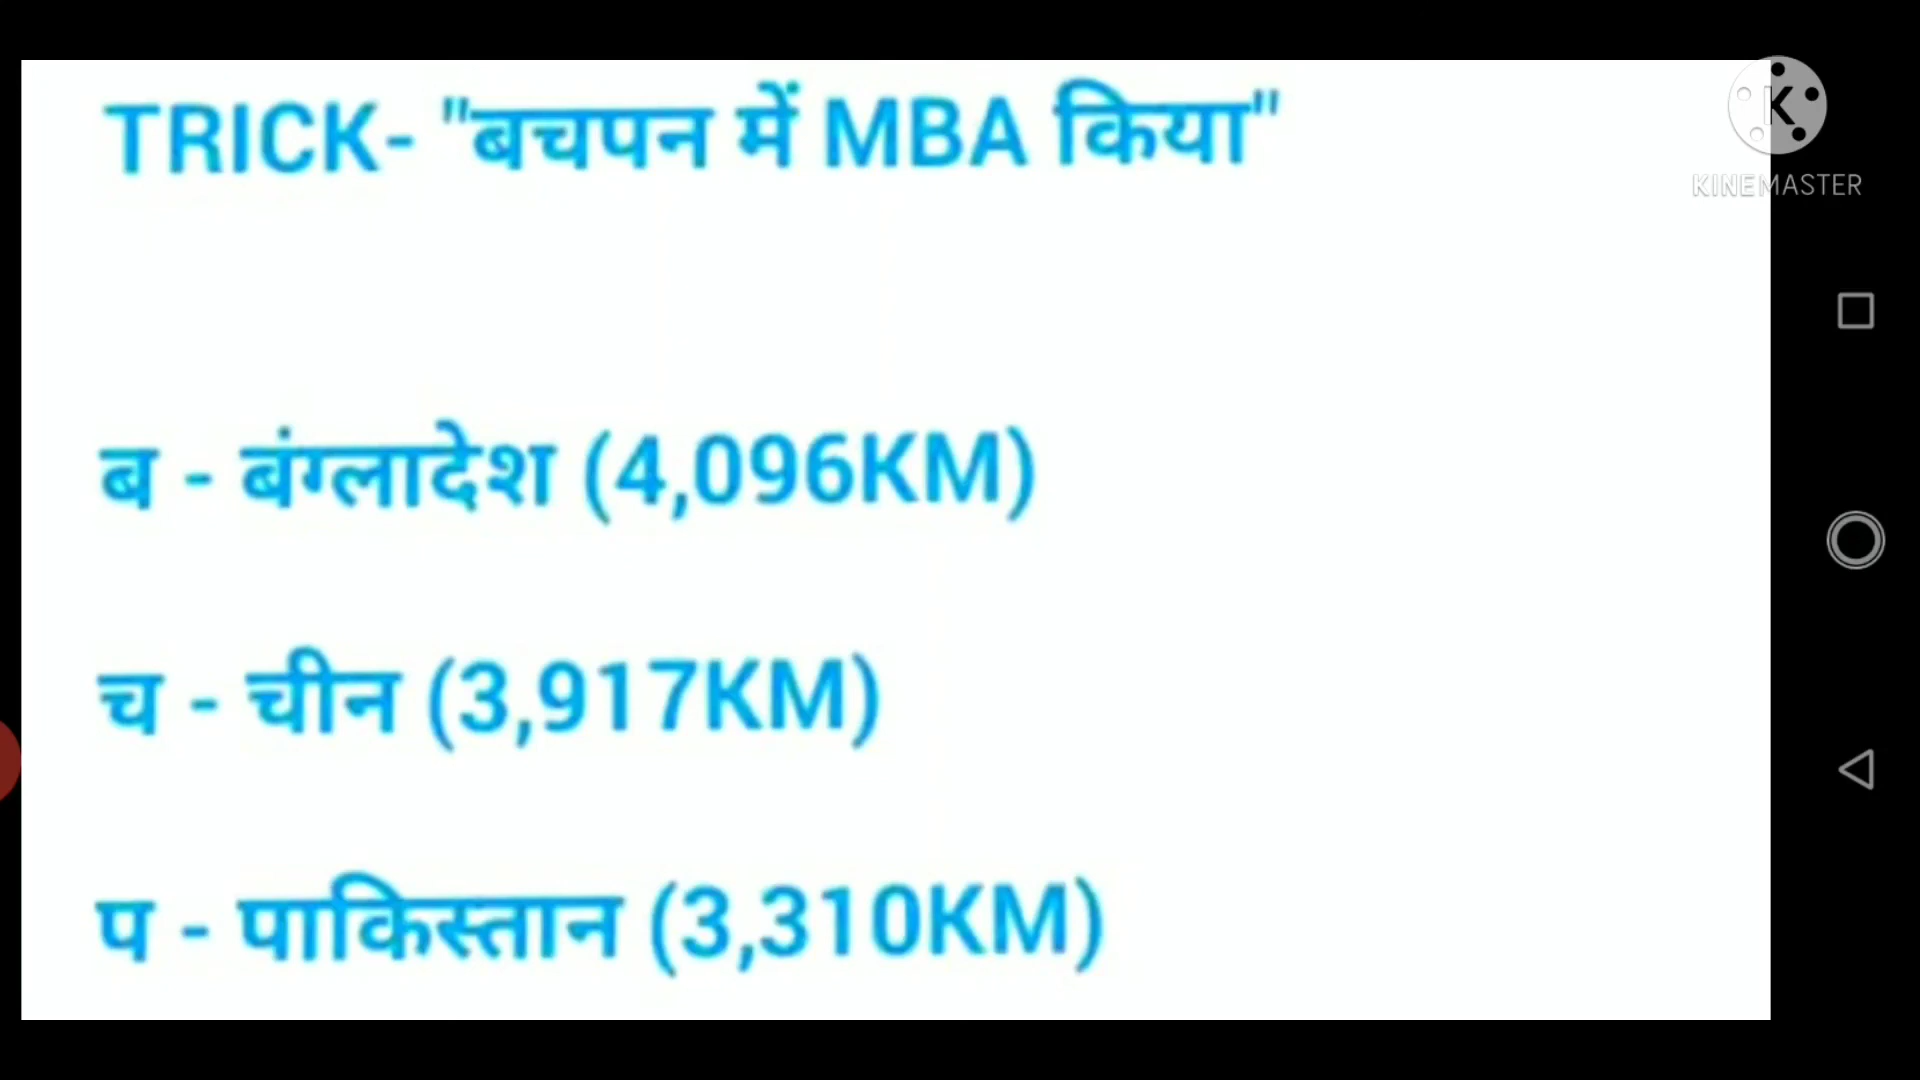 TRICK- "बचपन में MBA किया"
K
KINEMASTER
ब - बंग्लादेश (4,096KM)
च - चीन (3,917KM)
प - पाकिस्तान (3,310KM)